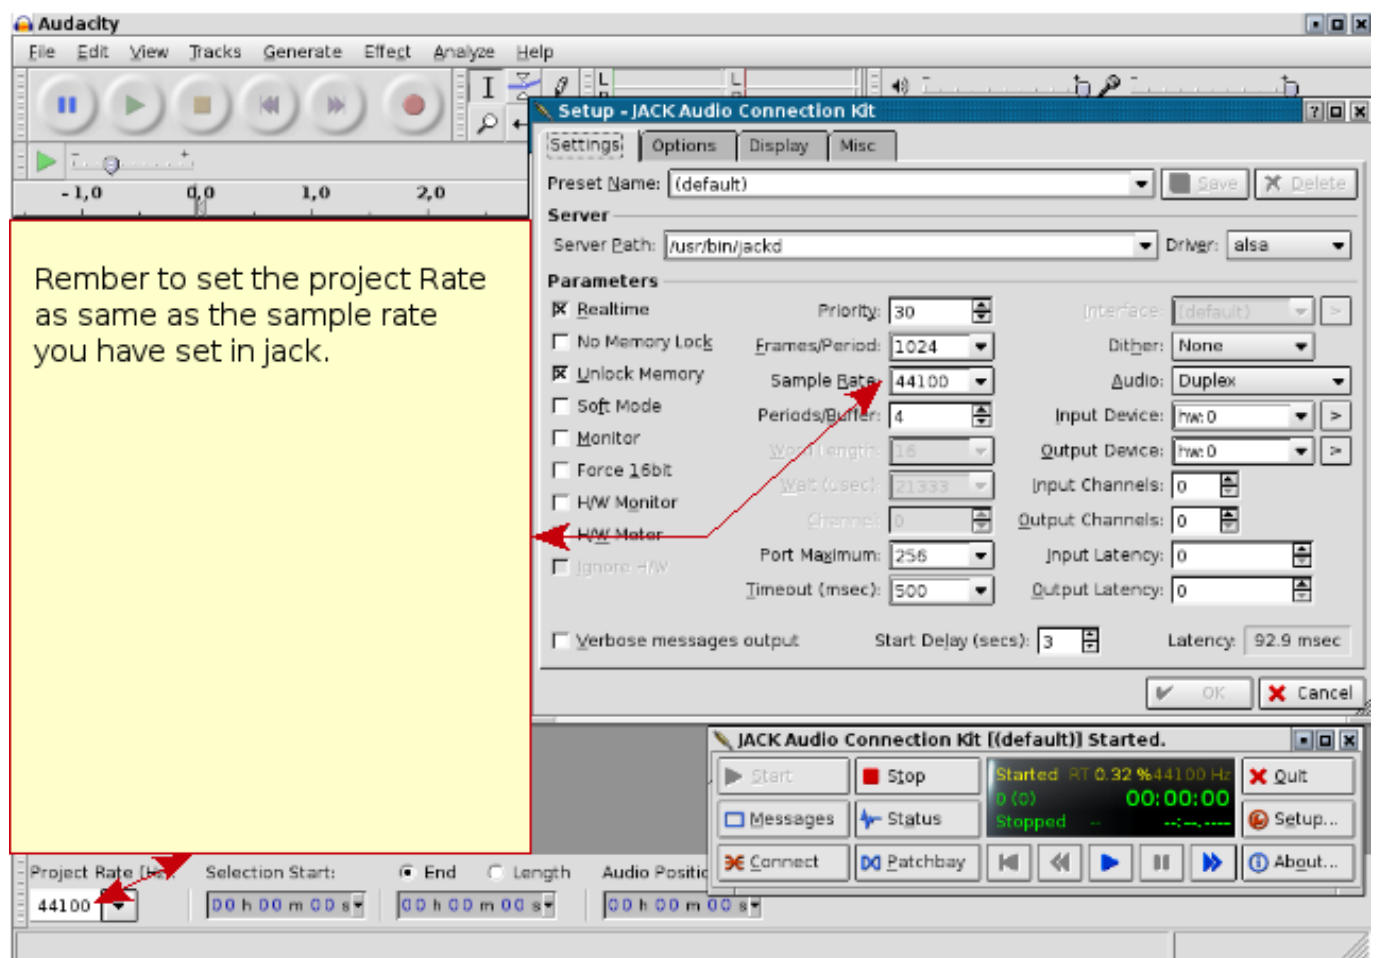 Audacity
File Edit View Tracks Generate Effect Analyze Help
Setup - JACK Audio Connection Kit
Settings Options Display Misc
-1,0 0,0 1,0 2,0
Preset Name: (default) Save Delete
Server
Server Path: /usr/bin/jackd Driver: alsa
Rember to set the project Rate
as same as the sample rate
you have set in jack.
Parameters
Realtime Priority: 30 Interface: (default) >
No Memory Lock Frames/Period: 1024 Dither: None
Unlock Memory Sample Rate: 44100 Audio: Duplex
Soft Mode Periods/Buffer: 4 Input Device: hw:0 >
Monitor Word Length: 16 Output Device: hw:0 >
Force 16bit Wait (usec): 21333 Input Channels: 0
H/W Monitor Channel: 0 Output Channels: 0
H/W Meter Port Maximum: 256 Input Latency: 0
Ignore H/W Timeout (msec): 500 Output Latency: 0
Verbose messages output Start Delay (secs): 3 Latency: 92.9 msec
OK Cancel
JACK Audio Connection Kit [(default)] Started.
Start Stop Started RT 0.32 % 44100 Hz Quit
Messages Status 0 (0) 00:00:00 Setup...
Stopped -- --:--.----
Connect Patchbay About...
Project Rate (Hz): Selection Start: End Length Audio Positio
44100 00 h 00 m 00 s 00 h 00 m 00 s 00 h 00 m 00 s